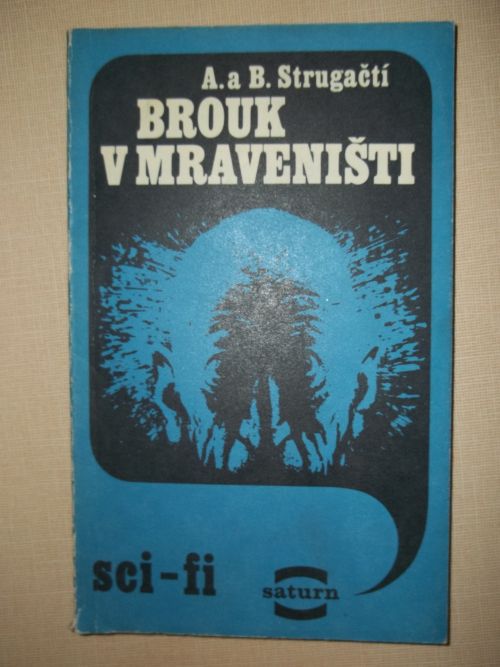 A. a B. Strugačtí
BROUK
V MRAVENIŠTI
sci-fi
saturn